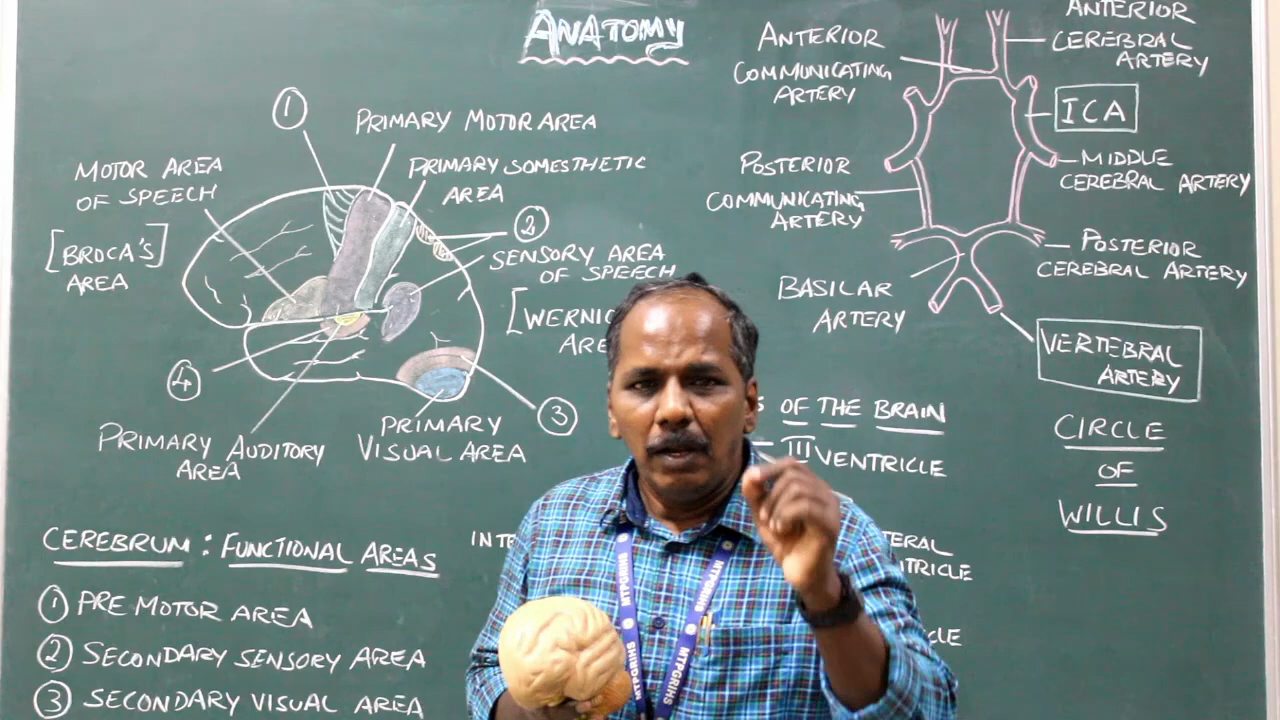 ANATOMY
①
PRIMARY MOTOR AREA
PRIMARY SOMESTHETIC
AREA
MOTOR AREA
OF SPEECH
[BROCA'S]
AREA
②
SENSORY AREA
OF SPEECH
④
③
PRIMARY AUDITORY
AREA
PRIMARY
VISUAL AREA
ANTERIOR
COMMUNICATING
ARTERY
ANTERIOR
CEREBRAL
ARTERY
ICA
MIDDLE
CEREBRAL ARTERY
POSTERIOR
COMMUNICATING
ARTERY
POSTERIOR
CEREBRAL ARTERY
BASILAR
ARTERY
VERTEBRAL
ARTERY
CIRCLE
OF
WILLIS
OF THE BRAIN
III VENTRICLE
CEREBRUM : FUNCTIONAL AREAS
① PRE MOTOR AREA
② SECONDARY SENSORY AREA
③ SECONDARY VISUAL AREA
MTPGRIHS
MTPGRIHS